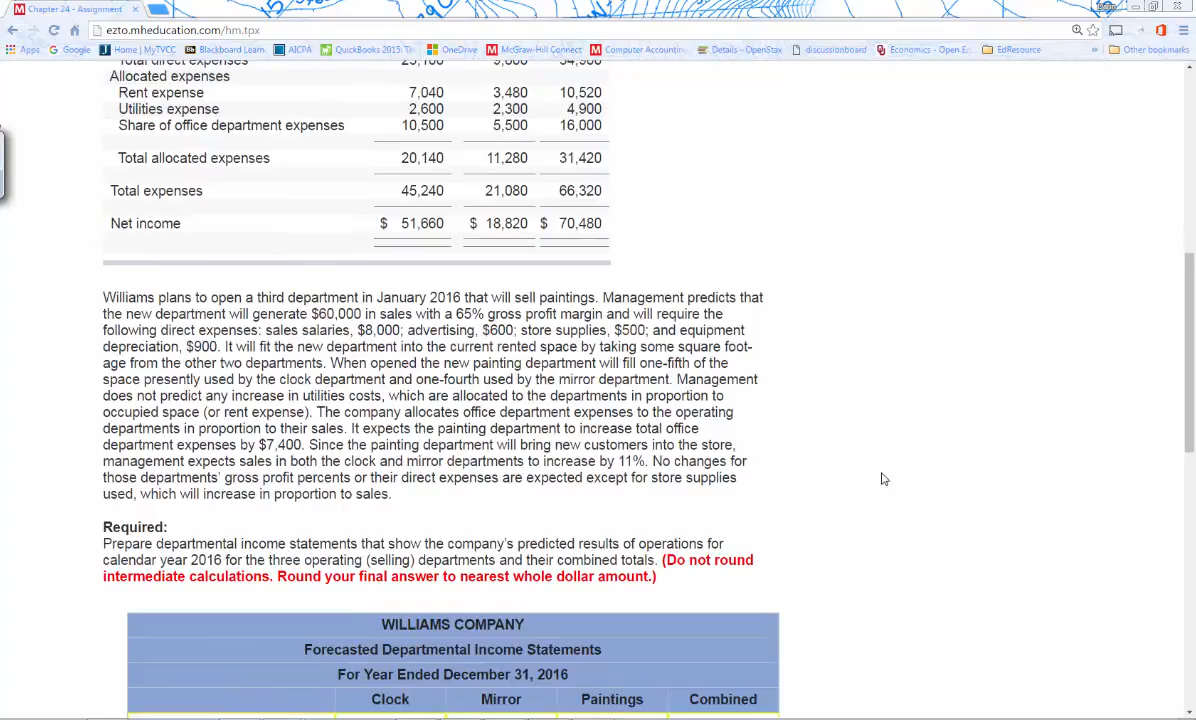 Chapter 24 - Assignment
ezto.mheducation.com/hm.tpx
Apps Google Home | MyTVCC Blackboard Learn AICPA QuickBooks 2015: Th OneDrive McGraw-Hill Connect Computer Accountin Details - OpenStax discussionboard Economics - Open.E: EdResource » Other bookmarks
Total direct expenses 25,100 9,800 34,900
Allocated expenses
Rent expense 7,040 3,480 10,520
Utilities expense 2,600 2,300 4,900
Share of office department expenses 10,500 5,500 16,000
Total allocated expenses 20,140 11,280 31,420
Total expenses 45,240 21,080 66,320
Net income $ 51,660 $ 18,820 $ 70,480
Williams plans to open a third department in January 2016 that will sell paintings. Management predicts that
the new department will generate $60,000 in sales with a 65% gross profit margin and will require the
following direct expenses: sales salaries, $8,000; advertising, $600; store supplies, $500; and equipment
depreciation, $900. It will fit the new department into the current rented space by taking some square foot-
age from the other two departments. When opened the new painting department will fill one-fifth of the
space presently used by the clock department and one-fourth used by the mirror department. Management
does not predict any increase in utilities costs, which are allocated to the departments in proportion to
occupied space (or rent expense). The company allocates office department expenses to the operating
departments in proportion to their sales. It expects the painting department to increase total office
department expenses by $7,400. Since the painting department will bring new customers into the store,
management expects sales in both the clock and mirror departments to increase by 11%. No changes for
those departments' gross profit percents or their direct expenses are expected except for store supplies
used, which will increase in proportion to sales.
Required:
Prepare departmental income statements that show the company's predicted results of operations for
calendar year 2016 for the three operating (selling) departments and their combined totals. (Do not round
intermediate calculations. Round your final answer to nearest whole dollar amount.)
WILLIAMS COMPANY
Forecasted Departmental Income Statements
For Year Ended December 31, 2016
Clock Mirror Paintings Combined